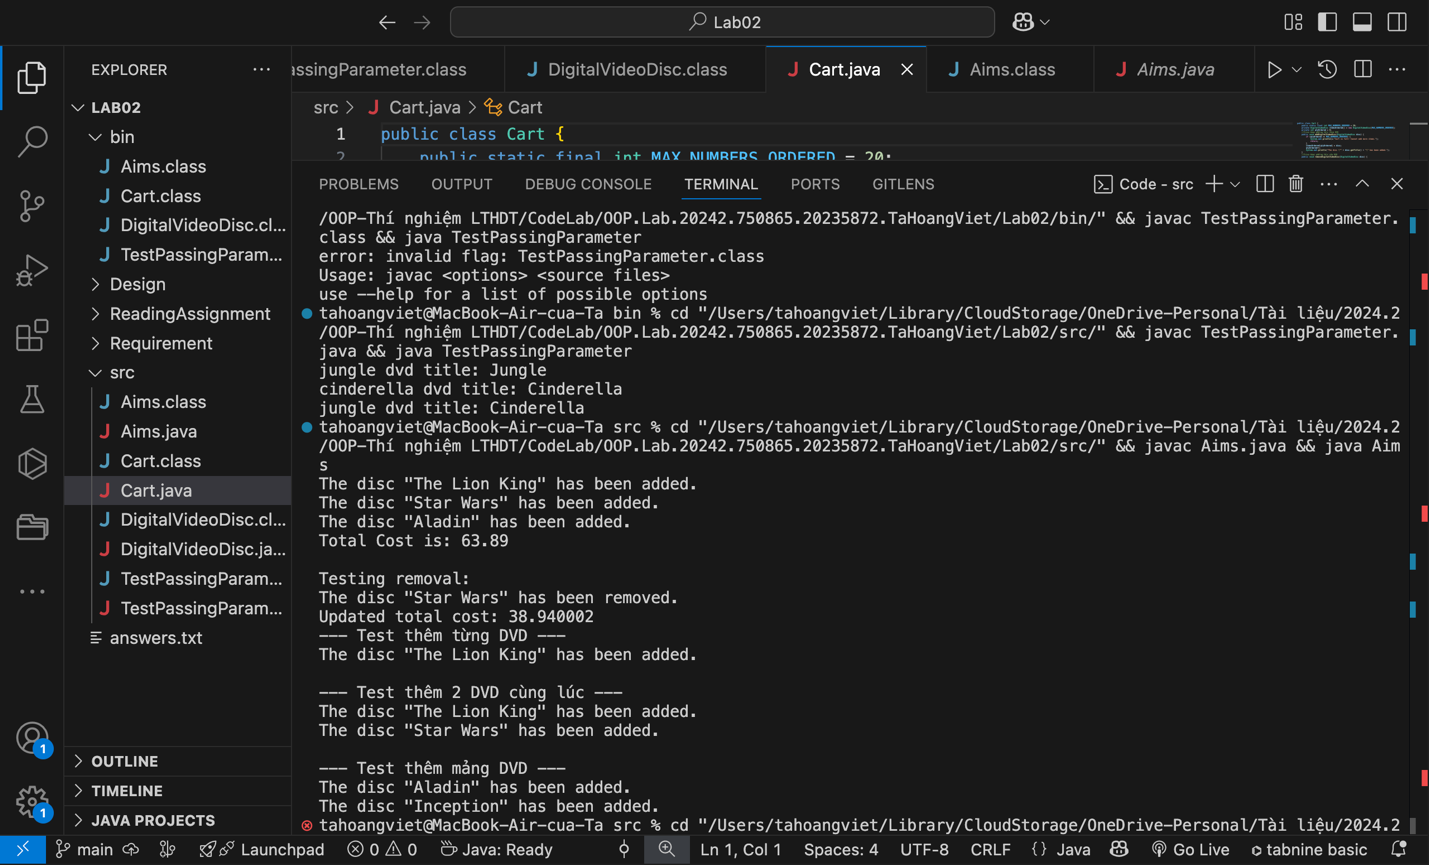 Lab02
EXPLORER
LAB02
bin
Aims.class
Cart.class
DigitalVideoDisc.cl...
TestPassingParam...
Design
ReadingAssignment
Requirement
src
Aims.class
Aims.java
Cart.class
Cart.java
DigitalVideoDisc.cl...
DigitalVideoDisc.ja...
TestPassingParam...
TestPassingParam...
answers.txt
OUTLINE
TIMELINE
JAVA PROJECTS
assingParameter.class DigitalVideoDisc.class Cart.java Aims.class Aims.java
src > Cart.java > Cart
1 public class Cart {
2 public static final int MAX_NUMBERS_ORDERED = 20;
PROBLEMS OUTPUT DEBUG CONSOLE TERMINAL PORTS GITLENS Code - src
/OOP-Thí nghiệm LTHDT/CodeLab/OOP.Lab.20242.750865.20235872.TaHoangViet/Lab02/bin/" && javac TestPassingParameter.
class && java TestPassingParameter
error: invalid flag: TestPassingParameter.class
Usage: javac <options> <source files>
use --help for a list of possible options
tahoangviet@MacBook-Air-cua-Ta bin % cd "/Users/tahoangviet/Library/CloudStorage/OneDrive-Personal/Tài liệu/2024.2
/OOP-Thí nghiệm LTHDT/CodeLab/OOP.Lab.20242.750865.20235872.TaHoangViet/Lab02/src/" && javac TestPassingParameter.
java && java TestPassingParameter
jungle dvd title: Jungle
cinderella dvd title: Cinderella
jungle dvd title: Cinderella
tahoangviet@MacBook-Air-cua-Ta src % cd "/Users/tahoangviet/Library/CloudStorage/OneDrive-Personal/Tài liệu/2024.2
/OOP-Thí nghiệm LTHDT/CodeLab/OOP.Lab.20242.750865.20235872.TaHoangViet/Lab02/src/" && javac Aims.java && java Aim
s
The disc "The Lion King" has been added.
The disc "Star Wars" has been added.
The disc "Aladin" has been added.
Total Cost is: 63.89
Testing removal:
The disc "Star Wars" has been removed.
Updated total cost: 38.940002
--- Test thêm từng DVD ---
The disc "The Lion King" has been added.
--- Test thêm 2 DVD cùng lúc ---
The disc "The Lion King" has been added.
The disc "Star Wars" has been added.
--- Test thêm mảng DVD ---
The disc "Aladin" has been added.
The disc "Inception" has been added.
tahoangviet@MacBook-Air-cua-Ta src % cd "/Users/tahoangviet/Library/CloudStorage/OneDrive-Personal/Tài liệu/2024.2
1
1
main Launchpad 0 0 Java: Ready Ln 1, Col 1 Spaces: 4 UTF-8 CRLF {} Java Go Live tabnine basic